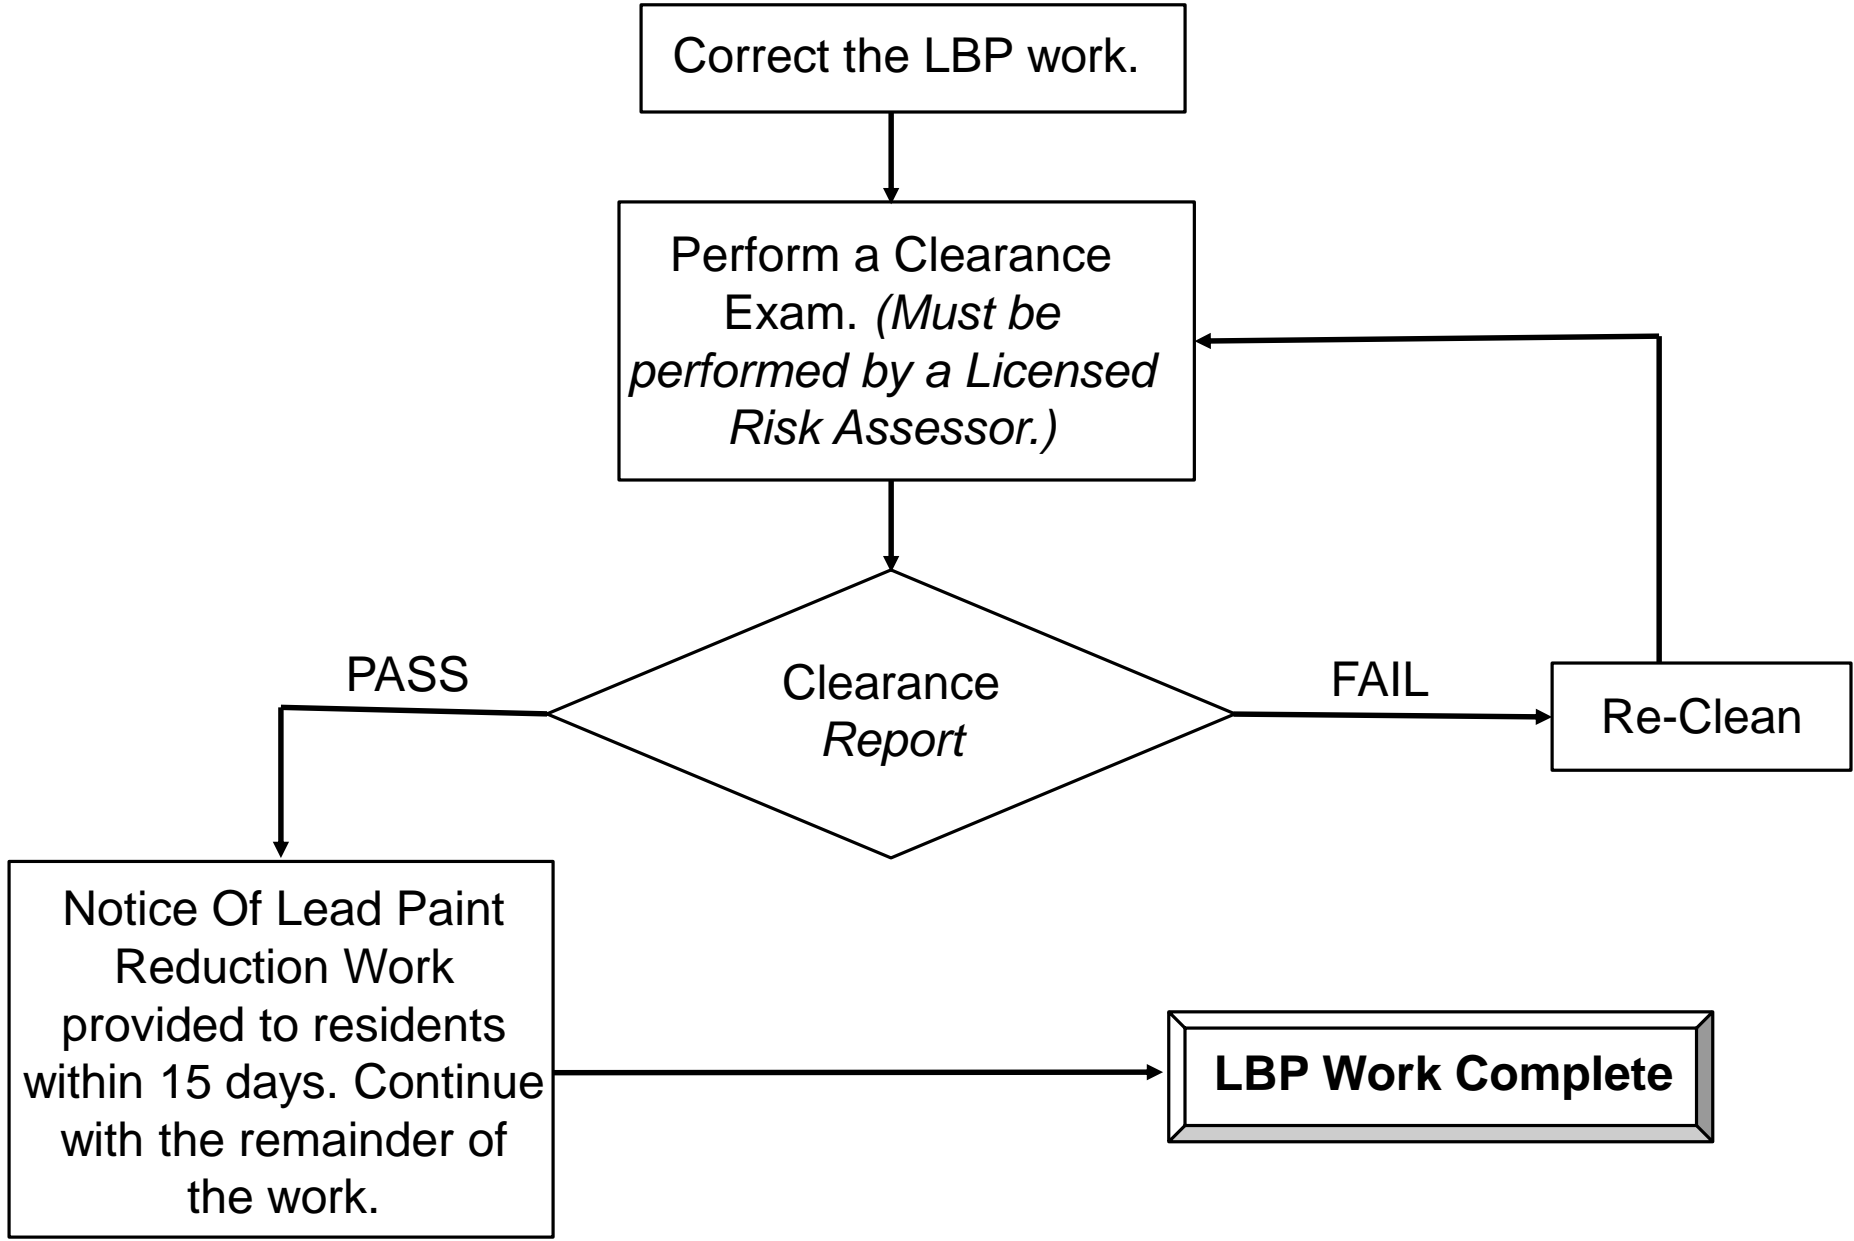 Correct the LBP work.
Perform a Clearance
Exam. (Must be
performed by a Licensed
Risk Assessor.)
PASS
Clearance
Report
FAIL
Re-Clean
Notice Of Lead Paint
Reduction Work
provided to residents
within 15 days. Continue
with the remainder of
the work.
LBP Work Complete